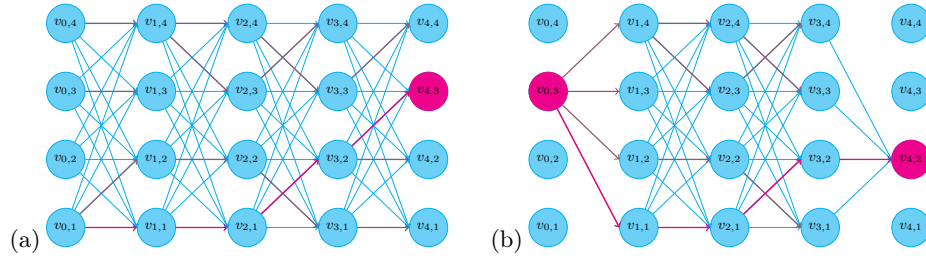 v0,4 v1,4 v2,4 v3,4 v4,4 v0,4 v1,4 v2,4 v3,4 v4,4
v0,3 v1,3 v2,3 v3,3 v4,3 v0,3 v1,3 v2,3 v3,3 v4,3
v0,2 v1,2 v2,2 v3,2 v4,2 v0,2 v1,2 v2,2 v3,2 v4,2
(a) v0,1 v1,1 v2,1 v3,1 v4,1 (b) v0,1 v1,1 v2,1 v3,1 v4,1